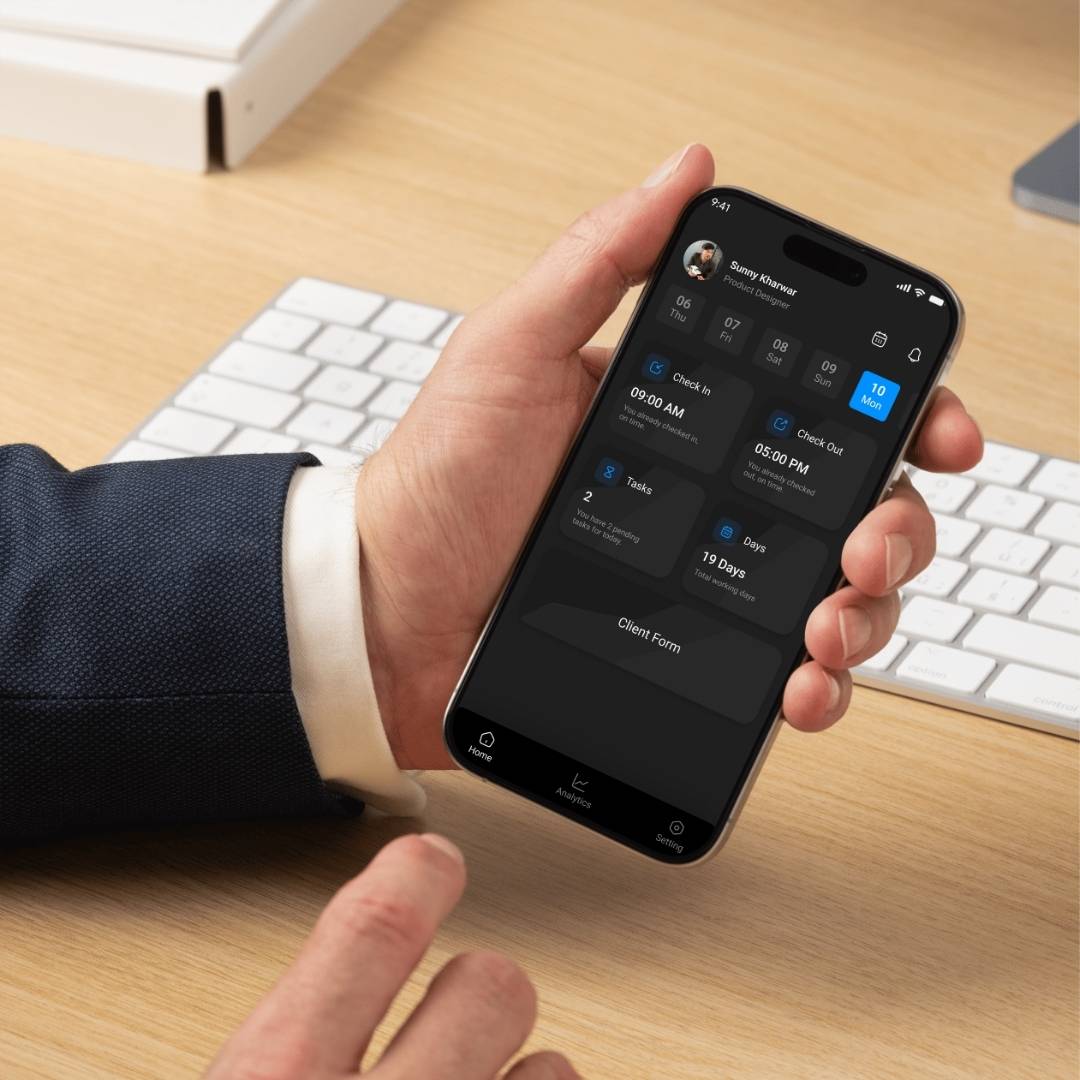 9:41
Sunny Kharwar
Product Designer
06
Thu
07
Fri
08
Sat
09
Sun
10
Mon
Check In
09:00 AM
You already checked in,
on time.
Check Out
05:00 PM
You already checked
out, on time.
Tasks
2
You have 2 pending
tasks for today.
Days
19 Days
Total working days
Client Form
Home
Analytics
Setting
option
control